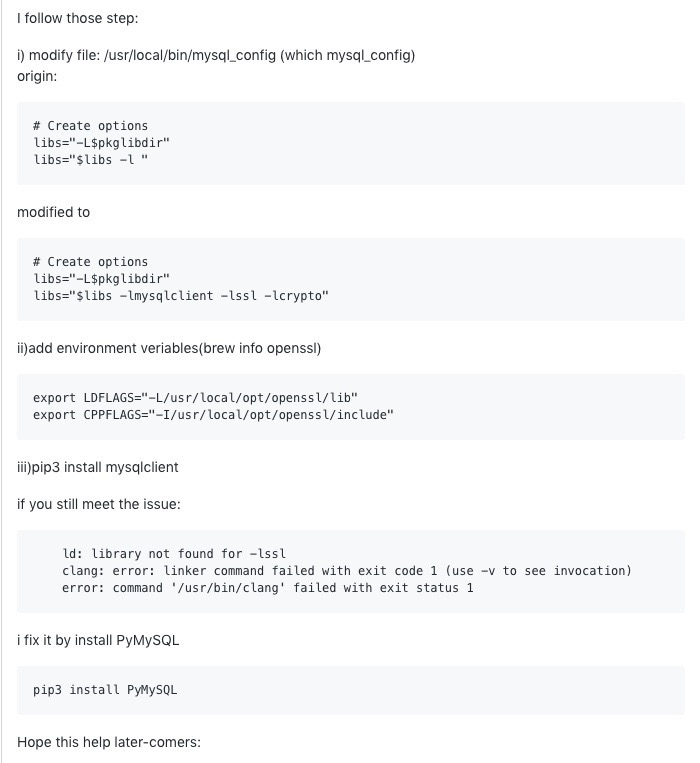 I follow those step:
i) modify file: /usr/local/bin/mysql_config (which mysql_config)
origin:
# Create options
libs="-L$pkglibdir"
libs="$libs -l "
modified to
# Create options
libs="-L$pkglibdir"
libs="$libs -lmysqlclient -lssl -lcrypto"
ii)add environment veriables(brew info openssl)
export LDFLAGS="-L/usr/local/opt/openssl/lib"
export CPPFLAGS="-I/usr/local/opt/openssl/include"
iii)pip3 install mysqlclient
if you still meet the issue:
ld: library not found for -lssl
clang: error: linker command failed with exit code 1 (use -v to see invocation)
error: command '/usr/bin/clang' failed with exit status 1
i fix it by install PyMySQL
pip3 install PyMySQL
Hope this help later-comers: